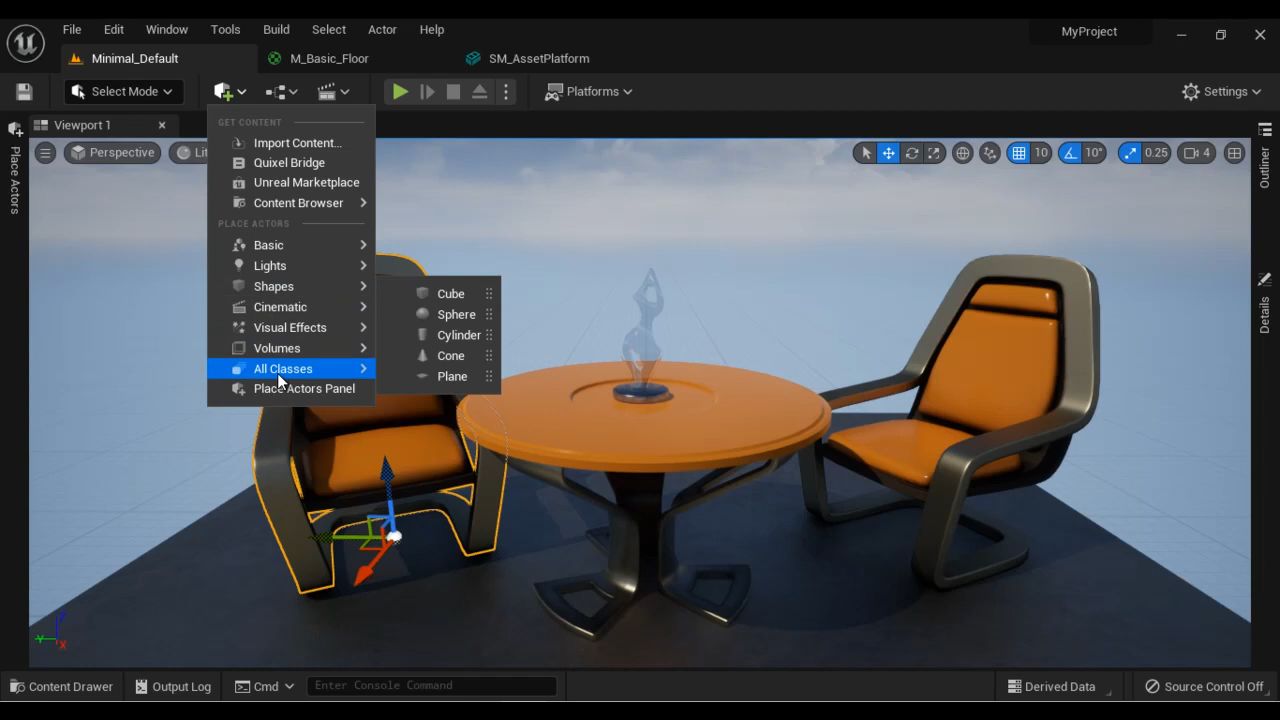 File Edit Window Tools Build Select Actor Help
MyProject
Minimal_Default
M_Basic_Floor
SM_AssetPlatform
Select Mode
Platforms
Settings
Viewport 1
Place Actors
Perspective
Lit
10
10°
0.25
4
Outliner
Details
GET CONTENT
Import Content...
Quixel Bridge
Unreal Marketplace
Content Browser
PLACE ACTORS
Basic
Lights
Shapes
Cinematic
Visual Effects
Volumes
All Classes
Place Actors Panel
Cube
Sphere
Cylinder
Cone
Plane
Z
Y
X
Content Drawer
Output Log
Cmd
Enter Console Command
Derived Data
Source Control Off